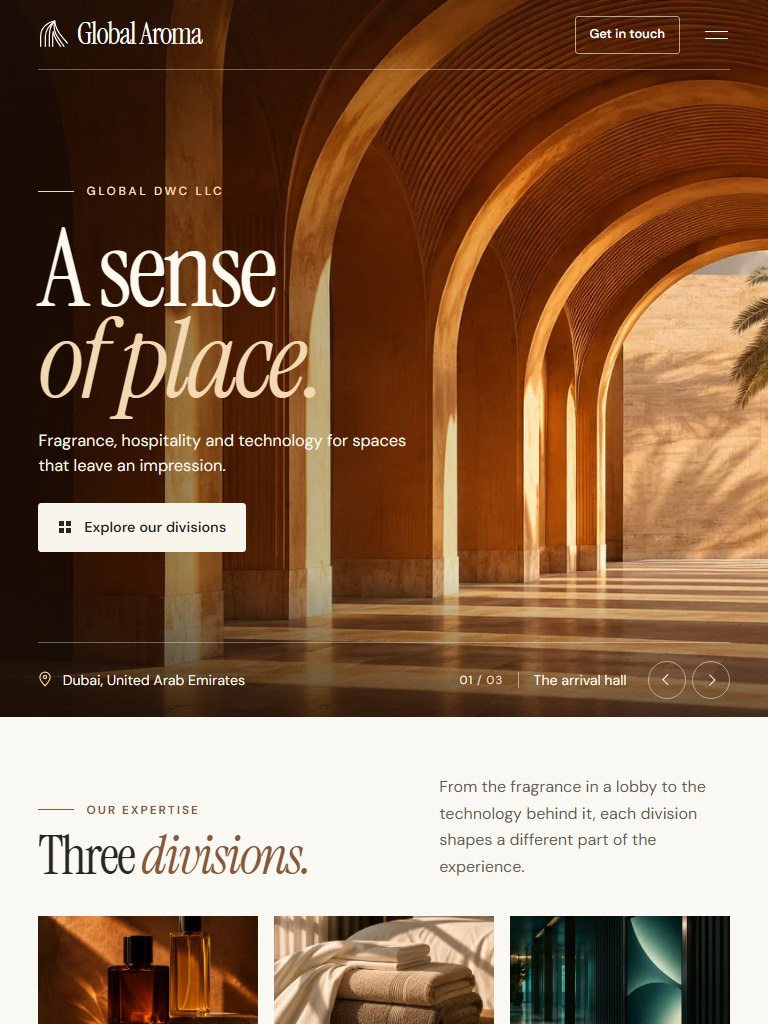 Global Aroma
Get in touch
GLOBAL DWC LLC
A sense
of place.
Fragrance, hospitality and technology for spaces
that leave an impression.
Explore our divisions
Dubai, United Arab Emirates
01 / 03
The arrival hall
OUR EXPERTISE
Three divisions.
From the fragrance in a lobby to the
technology behind it, each division
shapes a different part of the
experience.